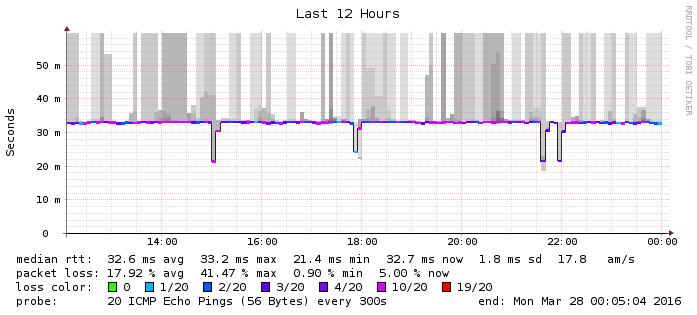 Last 12 Hours
RRDTOOL / TOBI OETIKER
Seconds
50 m
40 m
30 m
20 m
10 m
0
14:00 16:00 18:00 20:00 22:00 00:00
median rtt: 32.6 ms avg 33.2 ms max 21.4 ms min 32.7 ms now 1.8 ms sd 17.8 am/s
packet loss: 17.92 % avg 41.47 % max 0.90 % min 5.00 % now
loss color: 0 1/20 2/20 3/20 4/20 10/20 19/20
probe: 20 ICMP Echo Pings (56 Bytes) every 300s end: Mon Mar 28 00:05:04 2016